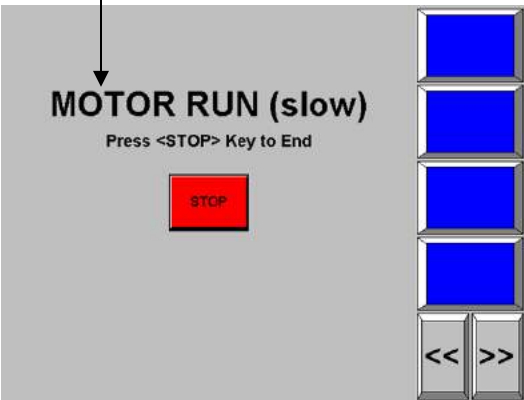 MOTOR RUN (slow)
Press <STOP> Key to End
STOP
<< >>